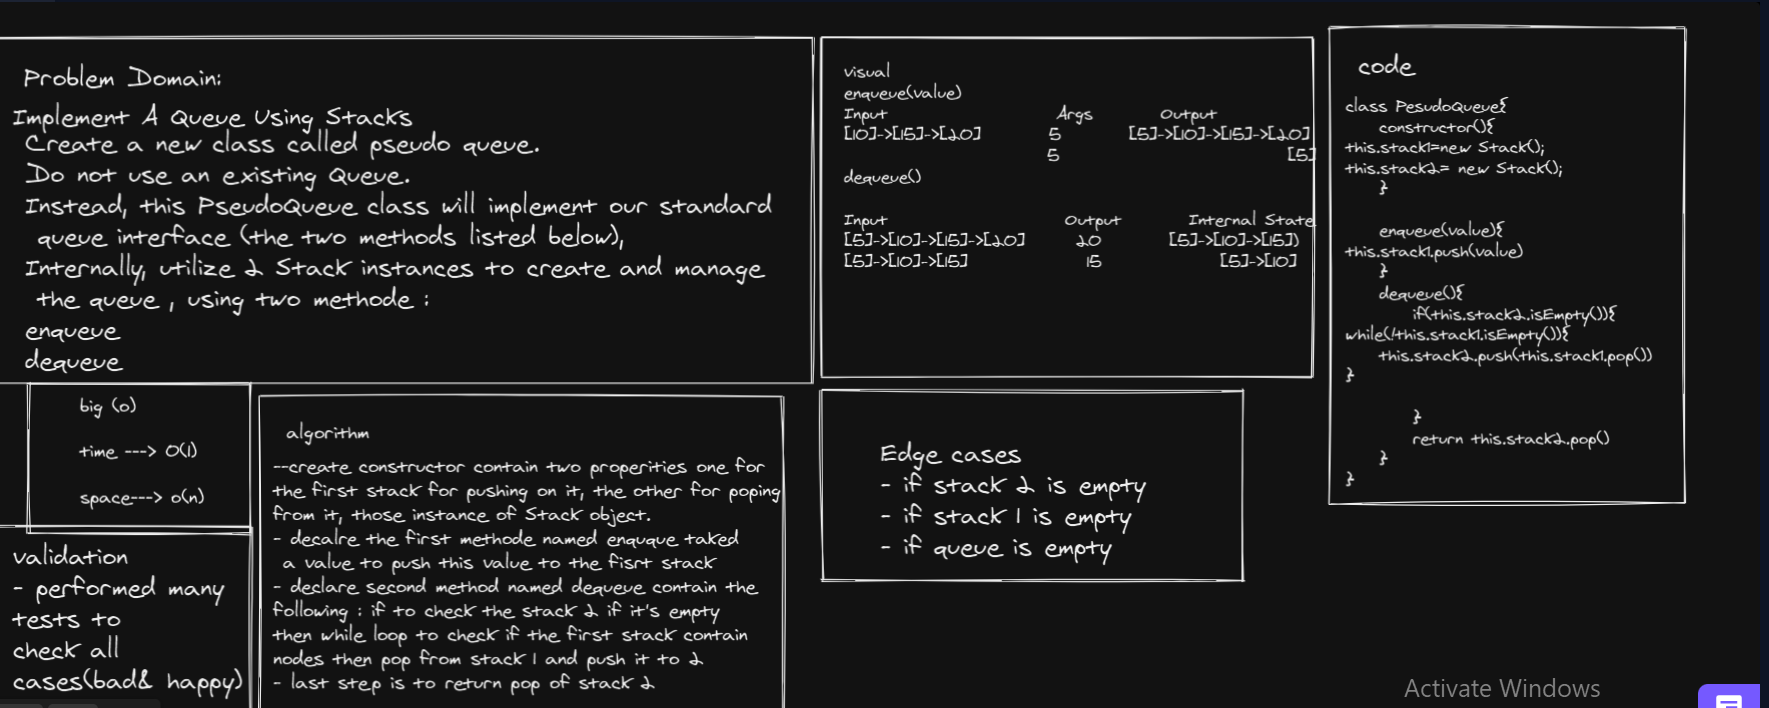 Problem Domain:
Implement A Queue Using Stacks
Create a new class called pseudo queue.
Do not use an existing Queue.
Instead, this PseudoQueue class will implement our standard
queue interface (the two methods listed below),
Internally, utilize 2 Stack instances to create and manage
the queue , using two methode :
enqueue
dequeue
visual
enqueue(value)
Input Args Output
[10]->[15]->[20] 5 [5]->[10]->[15]->[20]
5 [5]
dequeue()
Input Output Internal State
[5]->[10]->[15]->[20] 20 [5]->[10]->[15])
[5]->[10]->[15] 15 [5]->[10]
code
class PesudoQueue{
constructor(){
this.stack1=new Stack();
this.stack2= new Stack();
}
enqueue(value){
this.stack1.push(value)
}
dequeue(){
if(this.stack2.isEmpty()){
while(!this.stack1.isEmpty()){
this.stack2.push(this.stack1.pop())
}
}
return this.stack2.pop()
}
}
big (o)
time ---> O(1)
space---> o(n)
validation
- performed many
tests to
check all
cases(bad& happy)
algorithm
--create constructor contain two properities one for
the first stack for pushing on it, the other for poping
from it, those instance of Stack object.
- decalre the first methode named enquque taked
a value to push this value to the fisrt stack
- declare second method named dequeue contain the
following : if to check the stack 2 if it's empty
then while loop to check if the first stack contain
nodes then pop from stack 1 and push it to 2
- last step is to return pop of stack 2
Edge cases
- if stack 2 is empty
- if stack 1 is empty
- if queue is empty
Activate Windows